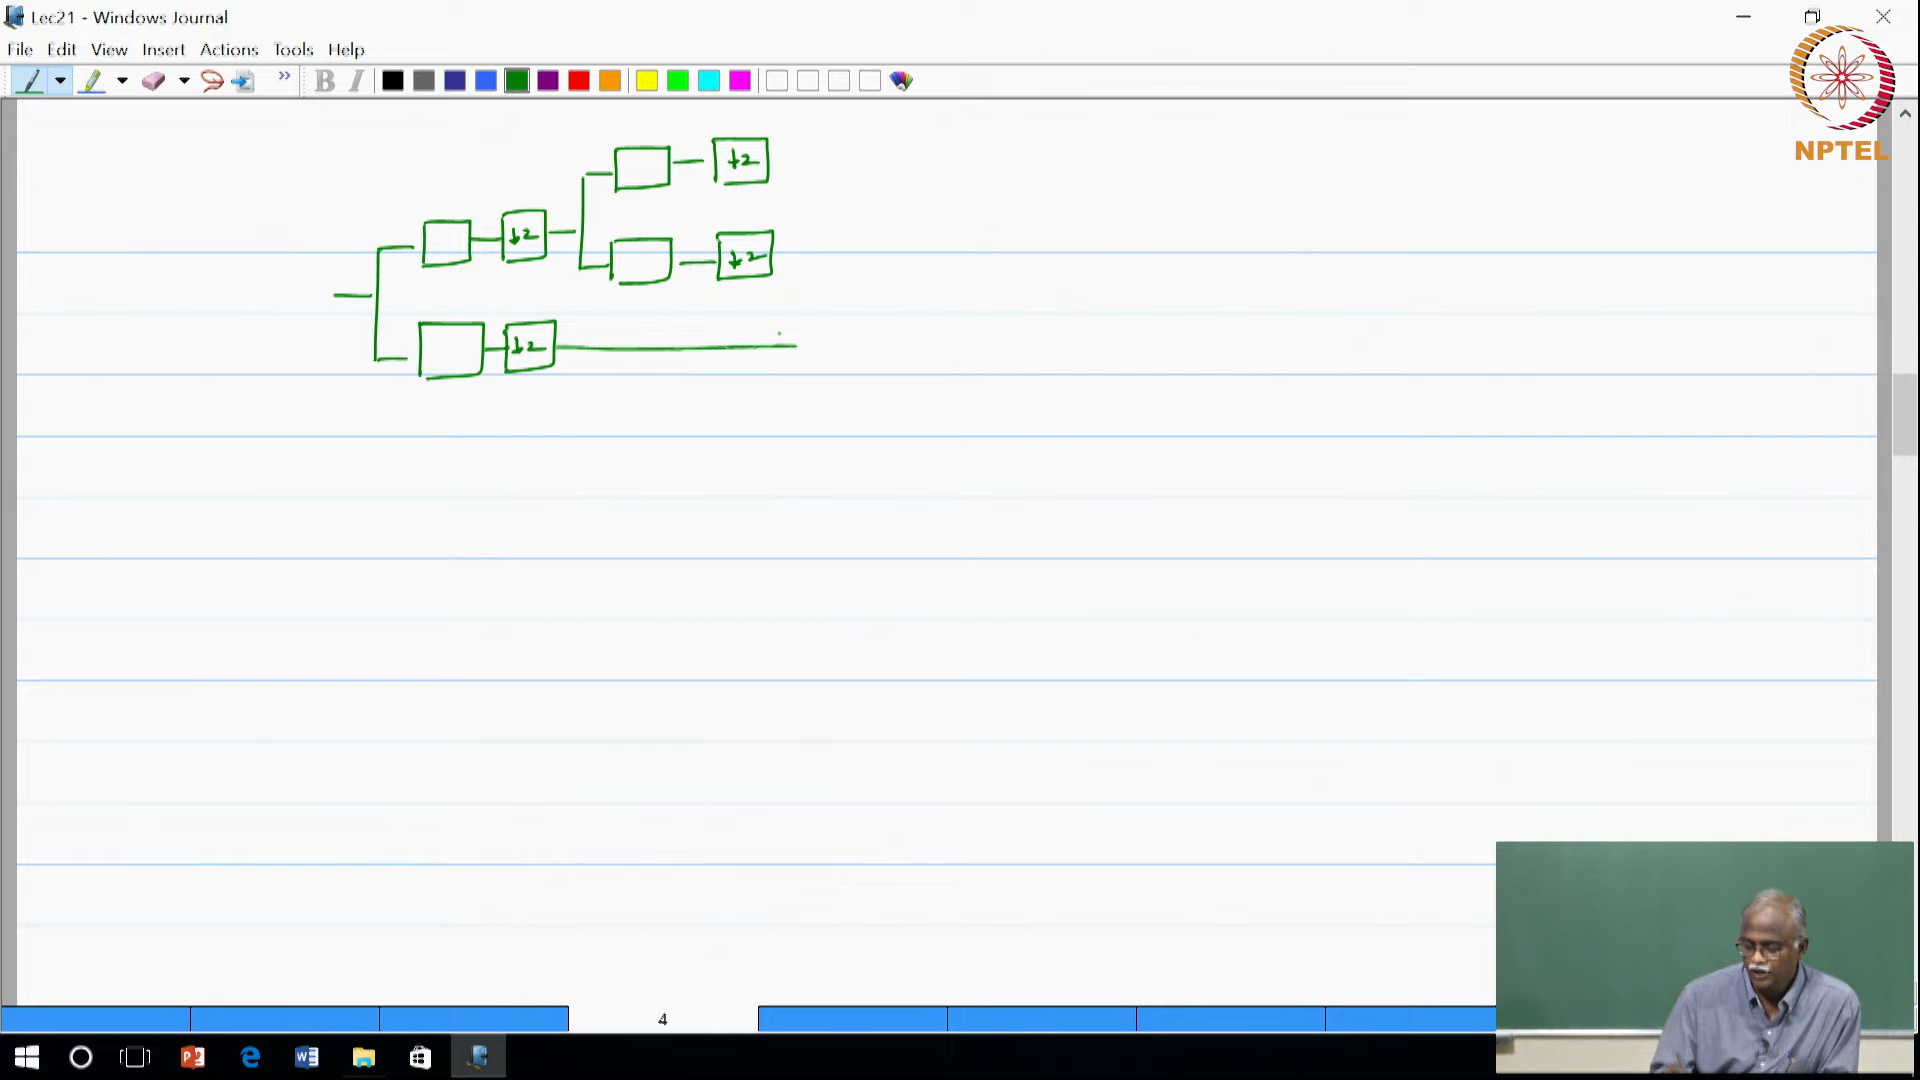 Lec21 - Windows Journal
File Edit View Insert Actions Tools Help
» B I
NPTEL
↓2
↓2
↓2
↓2
4